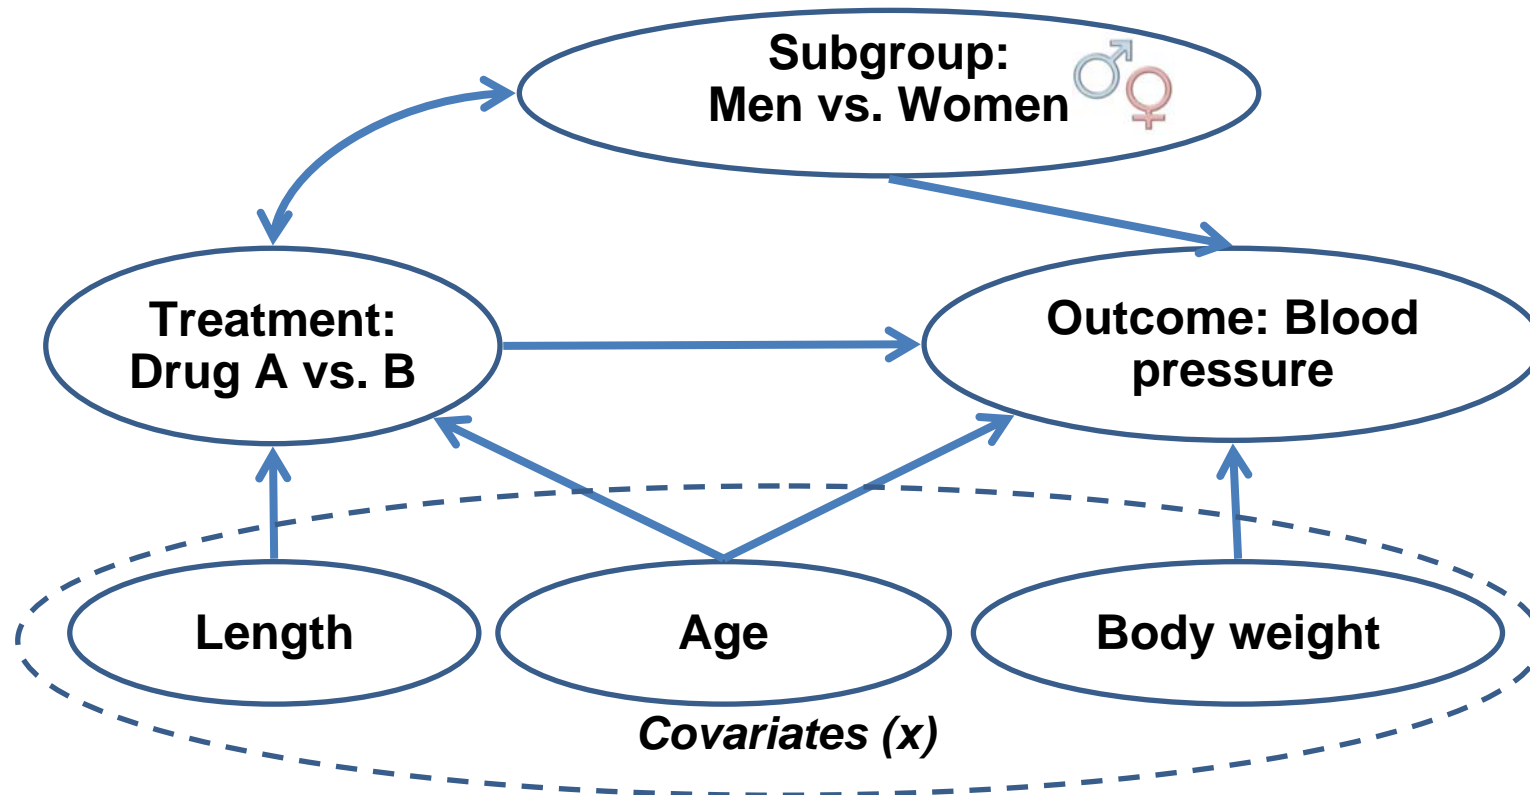 Subgroup:
Men vs. Women
Treatment:
Drug A vs. B
Outcome: Blood
pressure
Length
Age
Body weight
Covariates (x)